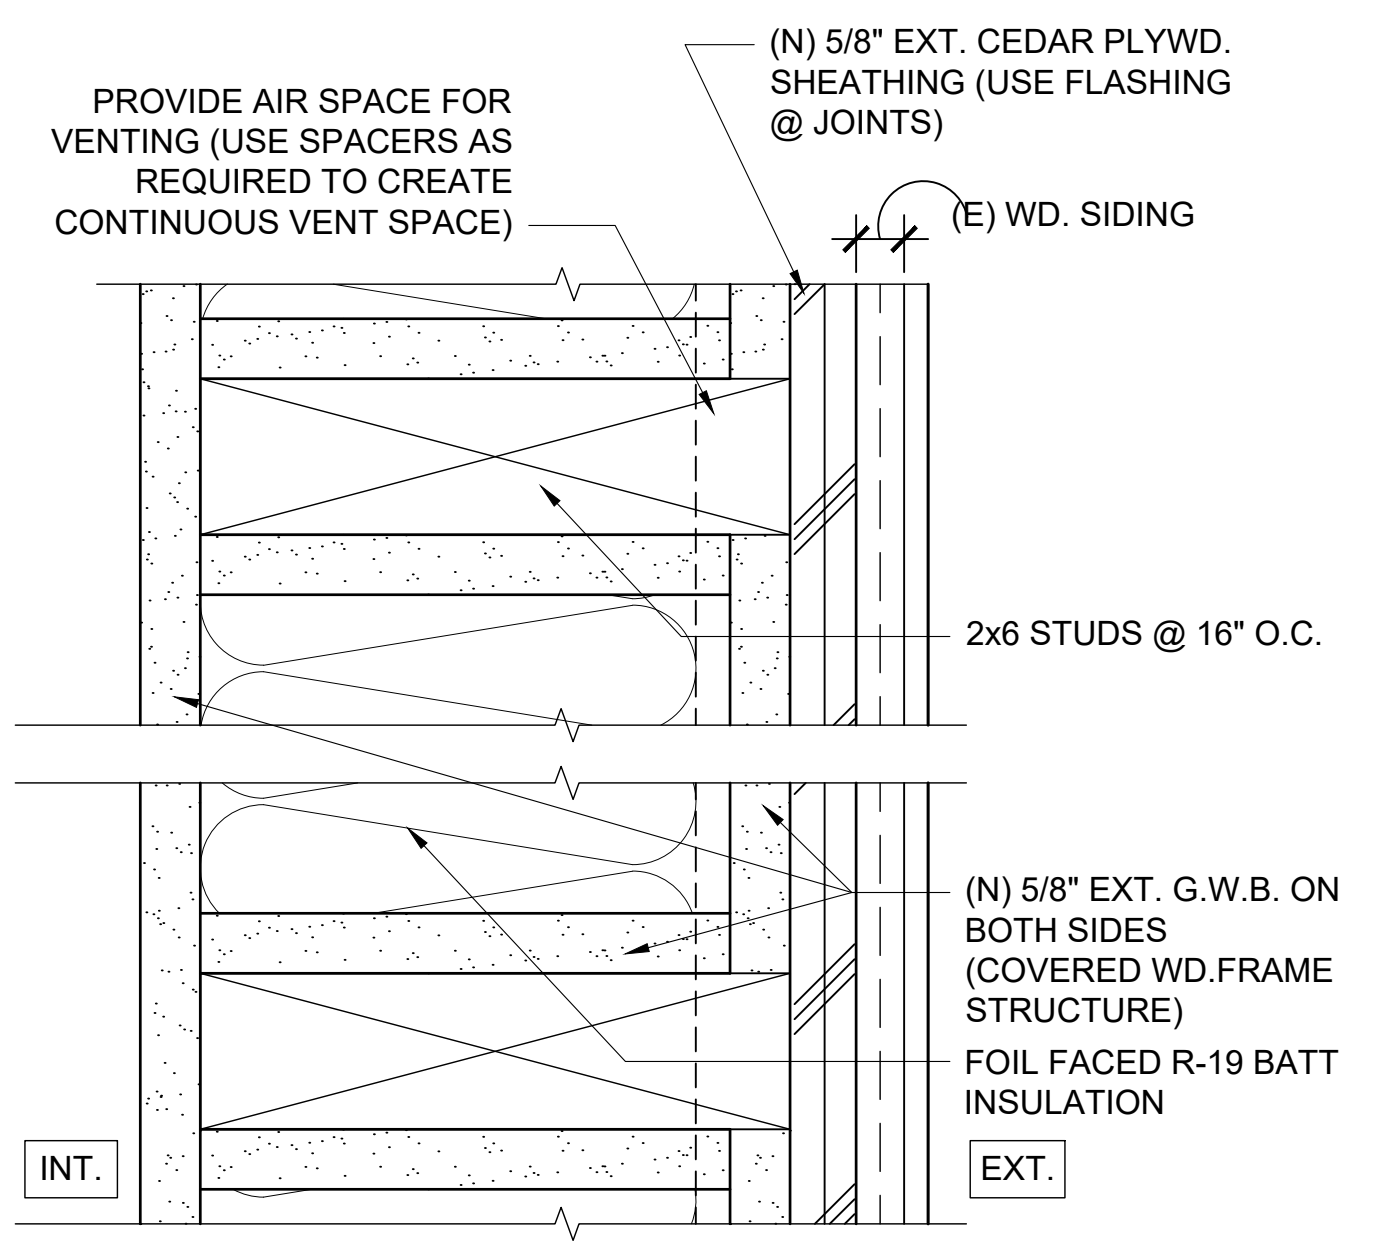 (N) 5/8" EXT. CEDAR PLYWD.
SHEATHING (USE FLASHING
@ JOINTS)
PROVIDE AIR SPACE FOR
VENTING (USE SPACERS AS
REQUIRED TO CREATE
CONTINUOUS VENT SPACE)
(E) WD. SIDING
2x6 STUDS @ 16" O.C.
(N) 5/8" EXT. G.W.B. ON
BOTH SIDES
(COVERED WD.FRAME
STRUCTURE)
FOIL FACED R-19 BATT
INSULATION
INT.
EXT.